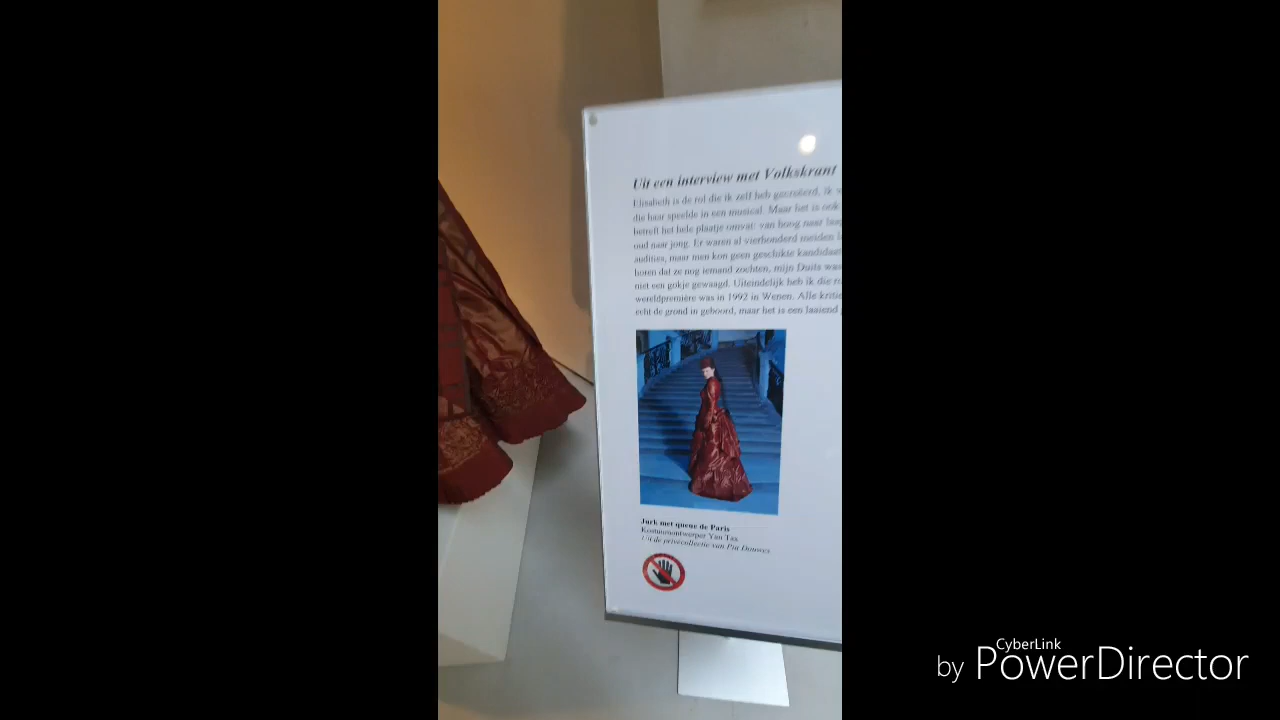 Uit een interview met Volkskrant
Elisabeth is de rol die ik zelf heb gecreëerd, ik
die haar speelde in een musical. Maar het is ook
betreft het hele plaatje omvat: van hoog naar
oud naar jong. Er waren al vierhonderd meiden
audities, maar men kon geen geschikte kandidaat
horen dat ze nog iemand zochten, mijn Duits was
met een gokje gewaagd. Uiteindelijk heb ik die
wereldpremière was in 1992 in Wenen. Alle
echt de grond in geboord, maar het is een laaiend
Jurk met queue de Paris
Kostuumontwerper Yan Tax
Uit de privécollectie van Pia Douwes
CyberLink
by PowerDirector